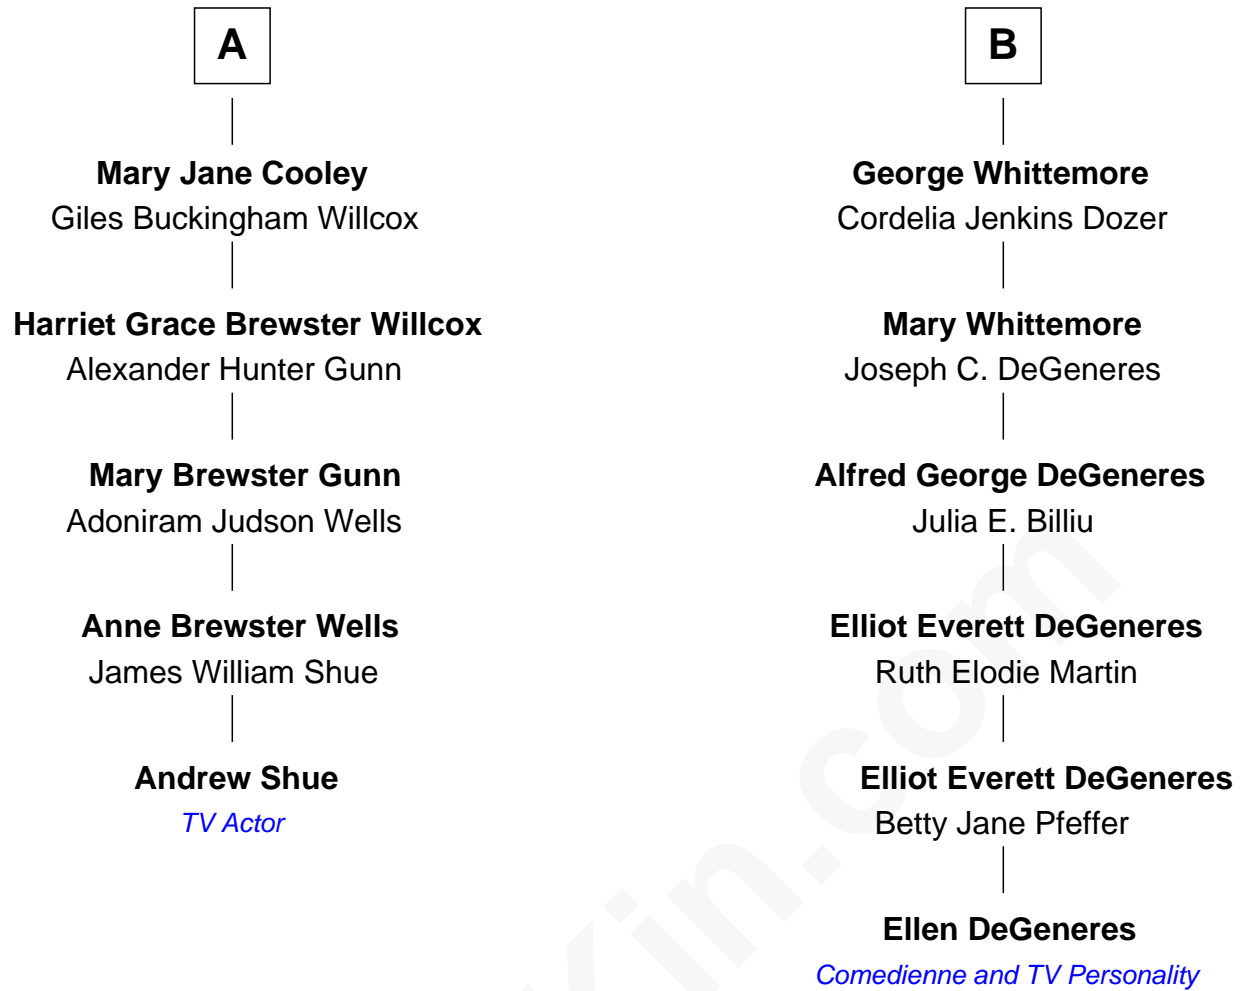 A
Mary Jane Cooley
Giles Buckingham Willcox
Harriet Grace Brewster Willcox
Alexander Hunter Gunn
Mary Brewster Gunn
Adoniram Judson Wells
Anne Brewster Wells
James William Shue
Andrew Shue
TV Actor
B
George Whittemore
Cordelia Jenkins Dozer
Mary Whittemore
Joseph C. DeGeneres
Alfred George DeGeneres
Julia E. Billiu
Elliot Everett DeGeneres
Ruth Elodie Martin
Elliot Everett DeGeneres
Betty Jane Pfeffer
Ellen DeGeneres
Comedienne and TV Personality
Kin.com